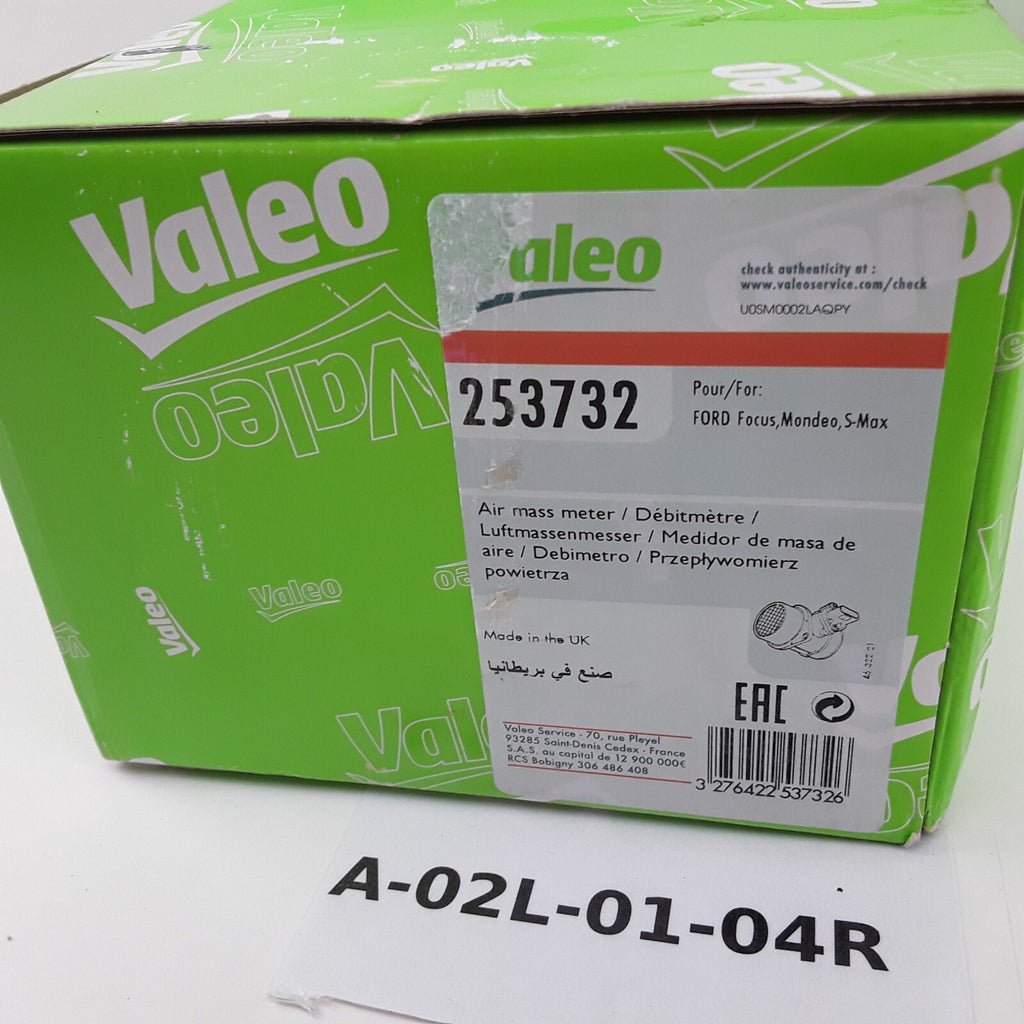 Valeo
Valeo
Valeo
Valeo
Valeo
Valeo
Valeo
aleo
check authenticity at :
www.valeoservice.com/check
U0SM0002LAQPY
253732
Pour/For:
FORD Focus,Mondeo,S-Max
Air mass meter / Débitmètre /
Luftmassenmesser / Medidor de masa de
aire / Debimetro / Przepływomierz
powietrza
Made in the UK
صنع في بريطانيا
EAC
Valeo Service - 70, rue Pleyel
93285 Saint-Denis Cedex - France
S.A.S. au capital de 12 900 000€
RCS Bobigny 306 486 408
3 276422 537326
A-02L-01-04R